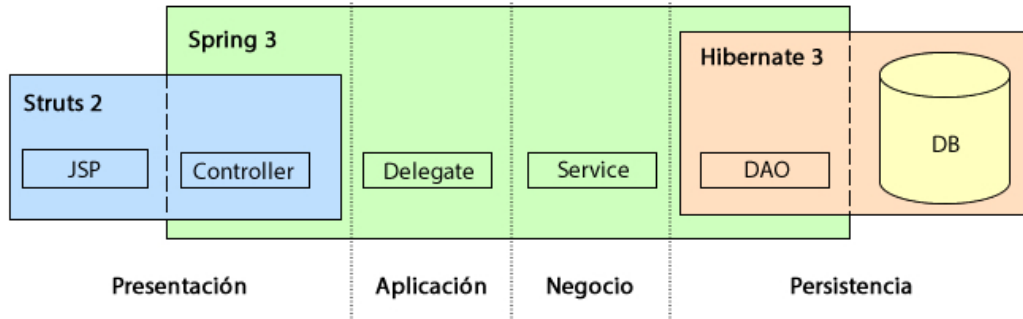 Spring 3
Hibernate 3
Struts 2
JSP
Controller
Delegate
Service
DAO
DB
Presentación
Aplicación
Negocio
Persistencia